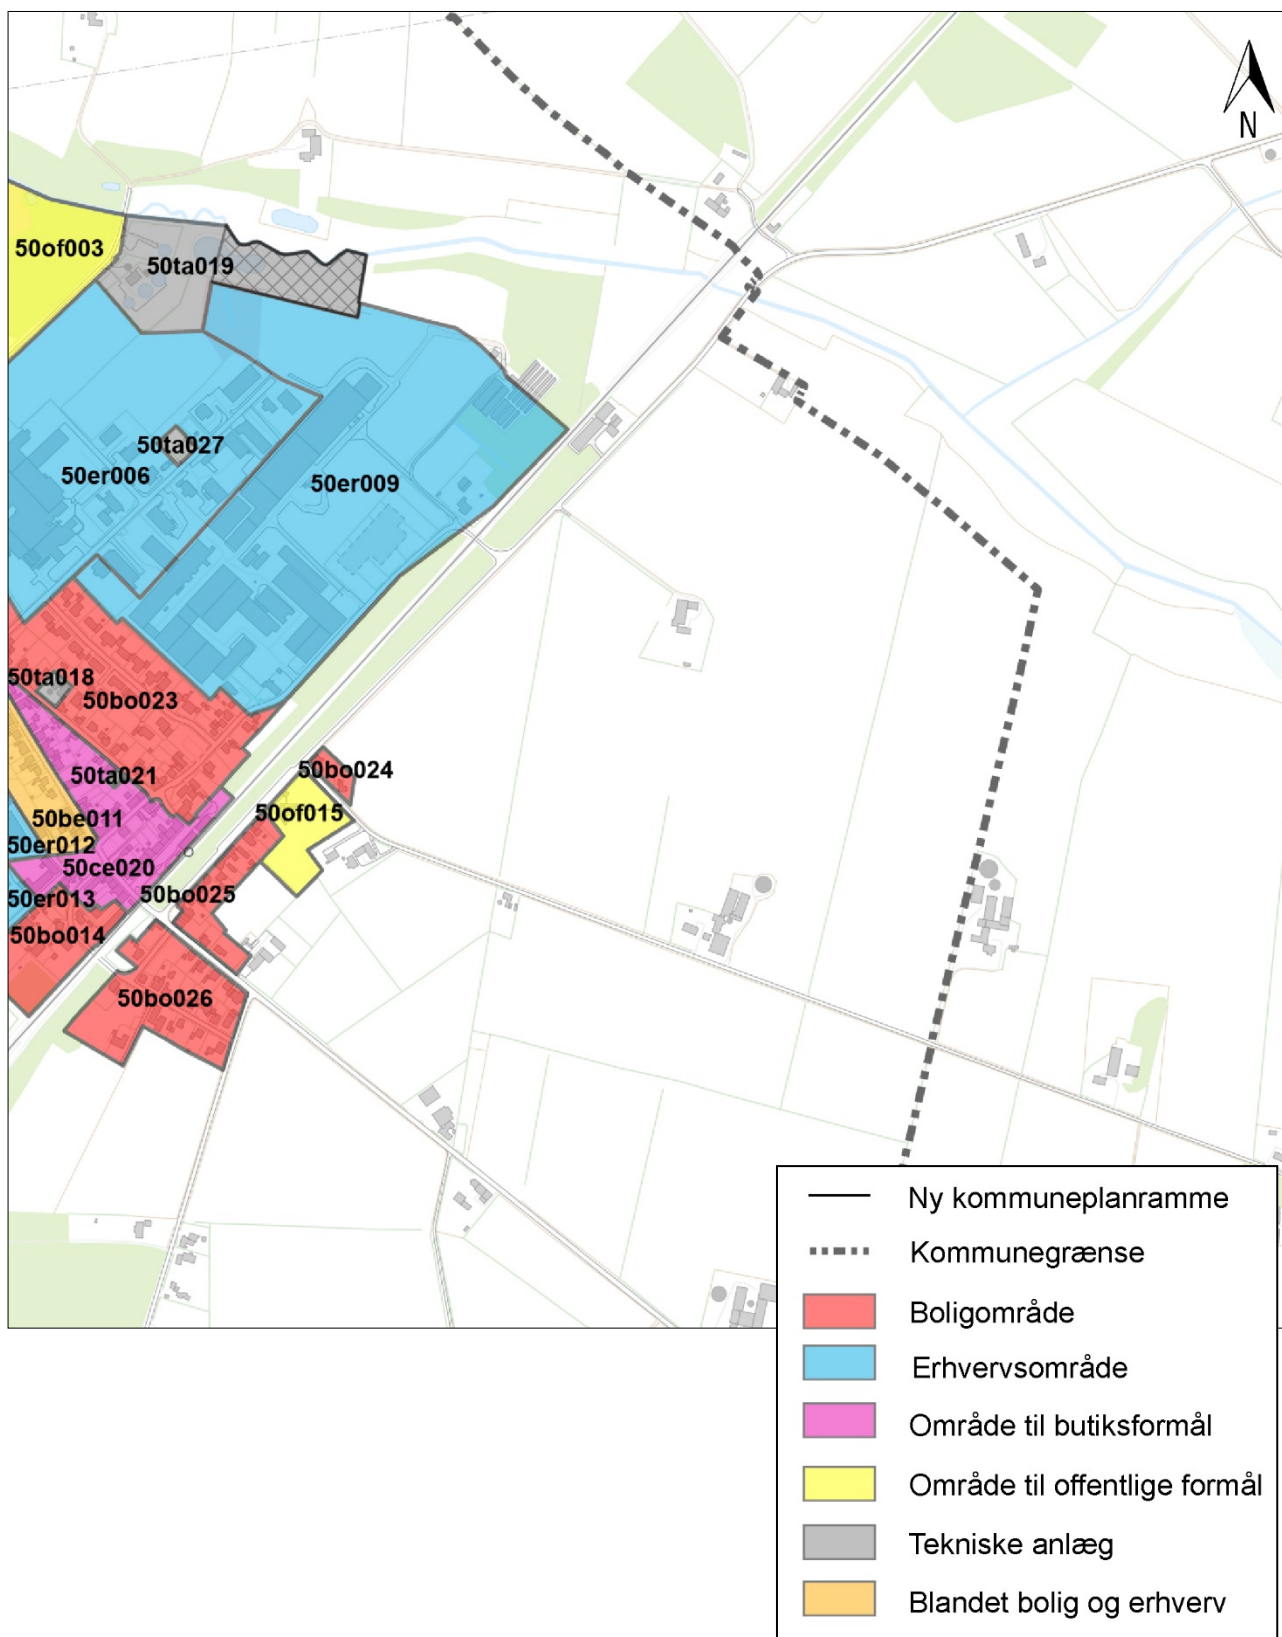 N
50of003
50ta019
50ta027
50er006
50er009
50ta018
50bo023
50bo024
50ta021
50of015
50be011
50er012
50ce020
50er013
50bo025
50bo014
50bo026
Ny kommuneplanramme
Kommunegrænse
Boligområde
Erhvervsområde
Område til butiksformål
Område til offentlige formål
Tekniske anlæg
Blandet bolig og erhverv